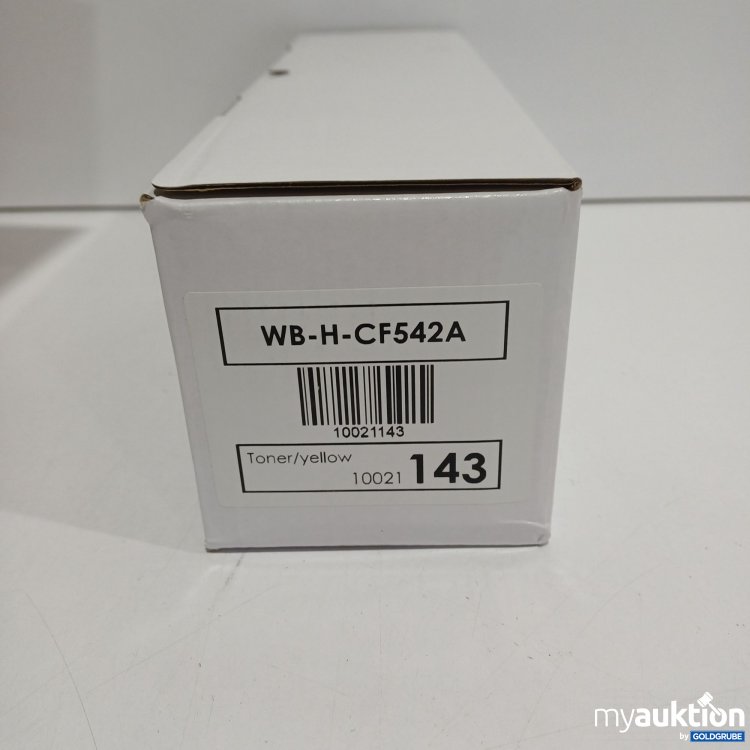 WB-H-CF542A
10021143
Toner/yellow
10021 143
myauktion
by GOLDGRUBE